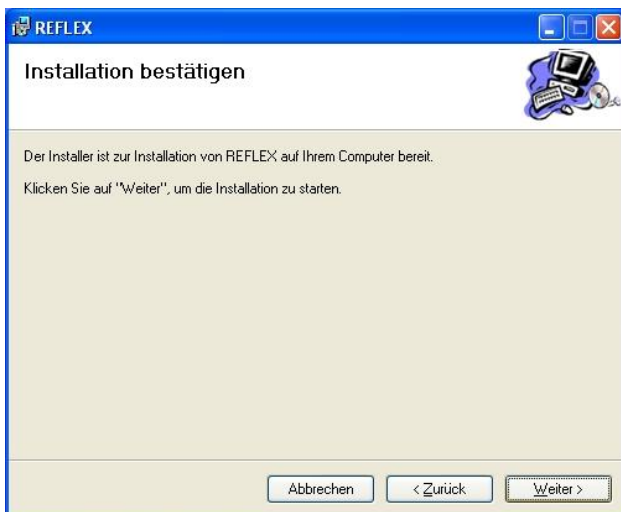 REFLEX
Installation bestätigen
Der Installer ist zur Installation von REFLEX auf Ihrem Computer bereit.
Klicken Sie auf "Weiter", um die Installation zu starten.
Abbrechen
< Zurück
Weiter >